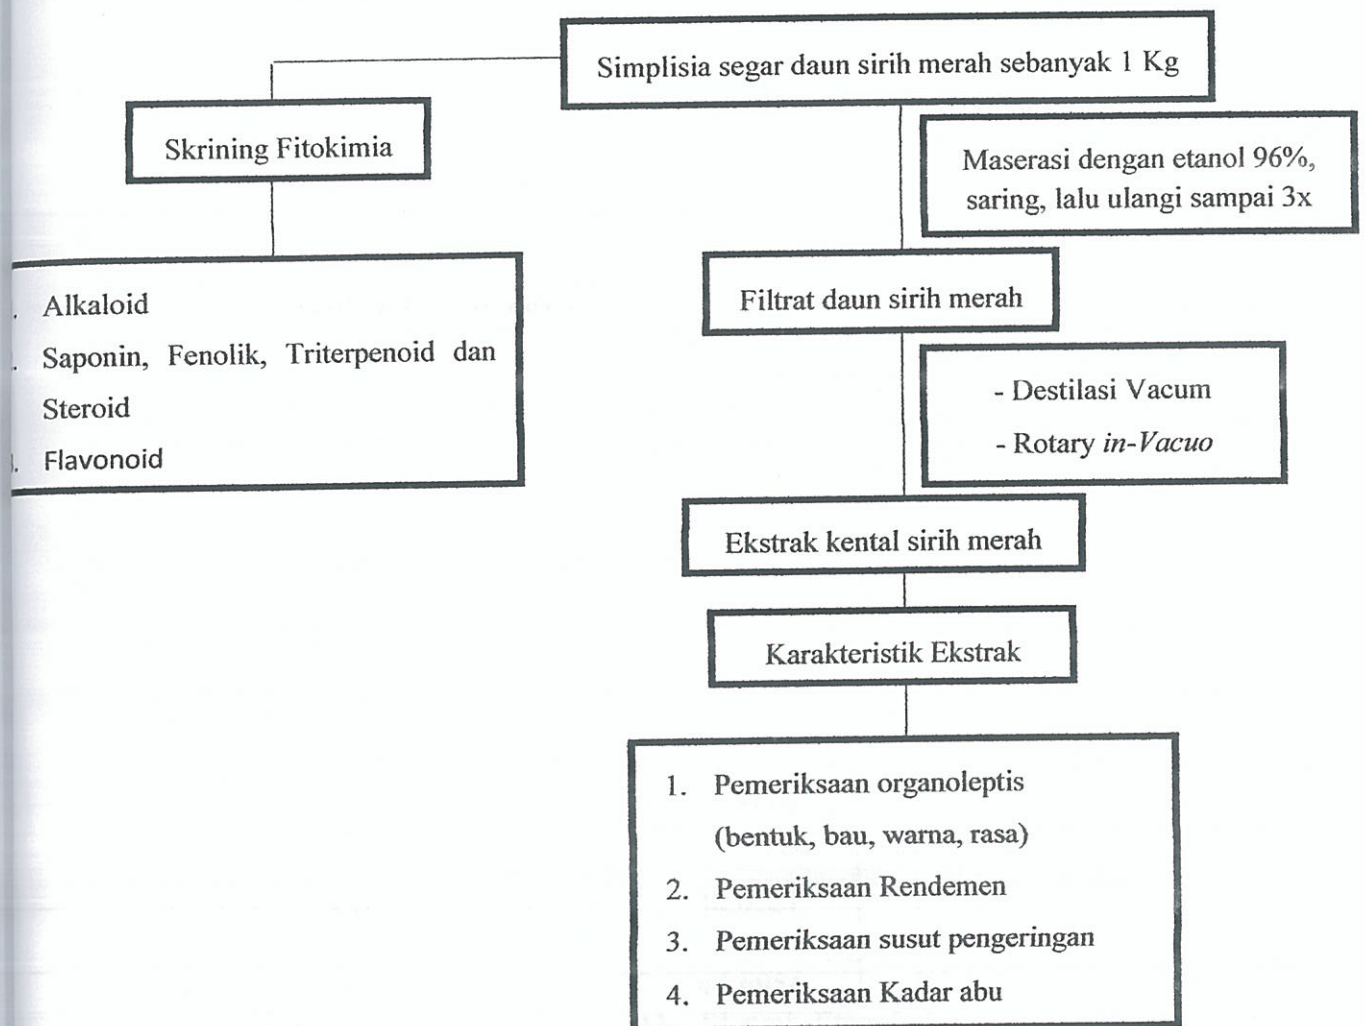 Simplisia segar daun sirih merah sebanyak 1 Kg
Skrining Fitokimia
Maserasi dengan etanol 96%,
saring, lalu ulangi sampai 3x
. Alkaloid
. Saponin, Fenolik, Triterpenoid dan
Steroid
. Flavonoid
Filtrat daun sirih merah
- Destilasi Vacum
- Rotary in-Vacuo
Ekstrak kental sirih merah
Karakteristik Ekstrak
1. Pemeriksaan organoleptis
(bentuk, bau, warna, rasa)
2. Pemeriksaan Rendemen
3. Pemeriksaan susut pengeringan
4. Pemeriksaan Kadar abu